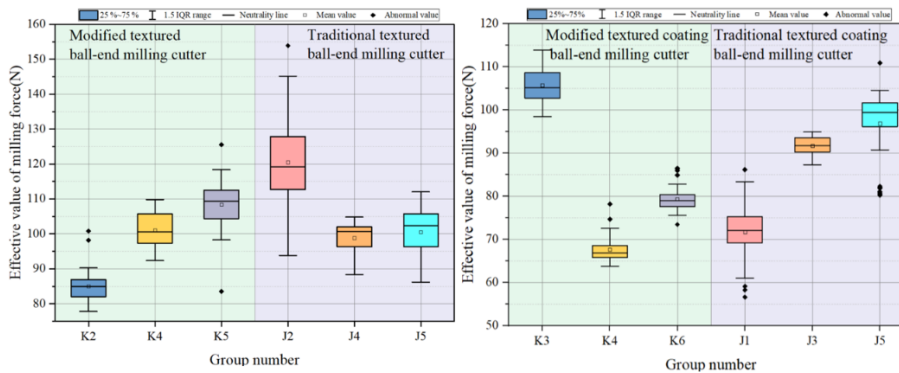 25%~75% 1.5 IQR range Neutrality line Mean value Abnormal value
Modified textured
ball-end milling cutter
Traditional textured
ball-end milling cutter
Effective value of milling force(N)
160
150
140
130
120
110
100
90
80
K2 K4 K5 J2 J4 J5
Group number
25%~75% 1.5 IQR range Neutrality line Mean value Abnormal value
Modified textured coating
ball-end milling cutter
Traditional textured coating
ball-end milling cutter
Effective value of milling force(N)
120
110
100
90
80
70
60
50
K3 K4 K6 J1 J3 J5
Group number